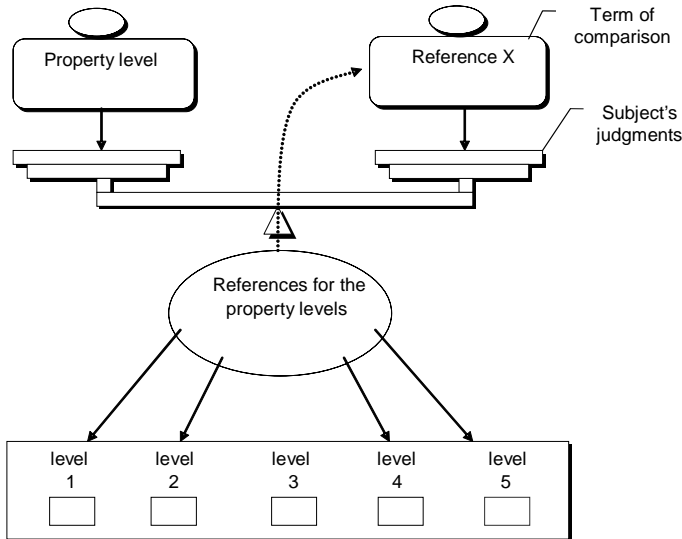 Property level
Reference X
Term of
comparison
Subject's
judgments
References for the
property levels
level
1
level
2
level
3
level
4
level
5